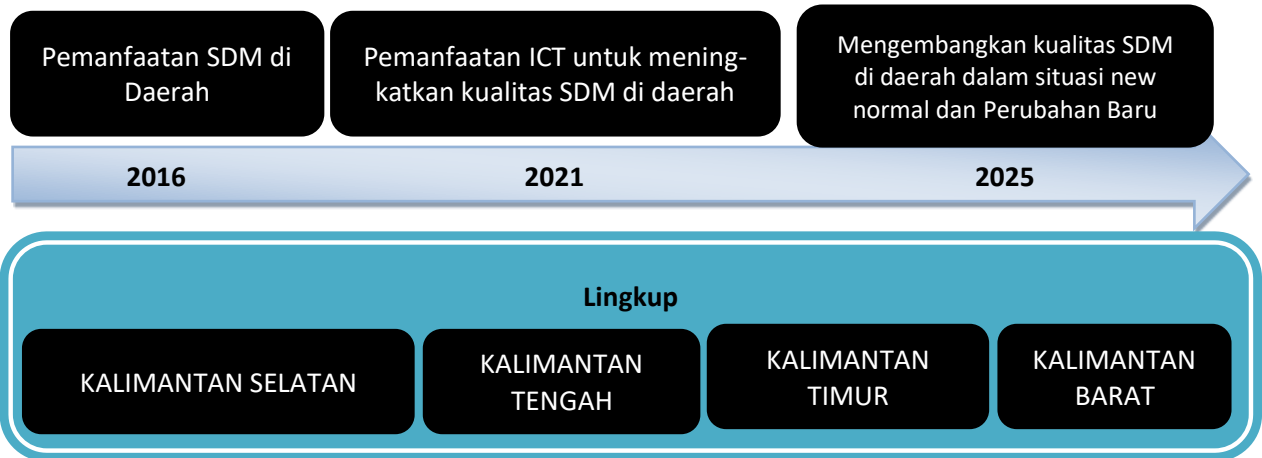 Pemanfaatan SDM di
Daerah
Pemanfaatan ICT untuk mening-
katkan kualitas SDM di daerah
Mengembangkan kualitas SDM
di daerah dalam situasi new
normal dan Perubahan Baru
2016
2021
2025
Lingkup
KALIMANTAN SELATAN
KALIMANTAN
TENGAH
KALIMANTAN
TIMUR
KALIMANTAN
BARAT